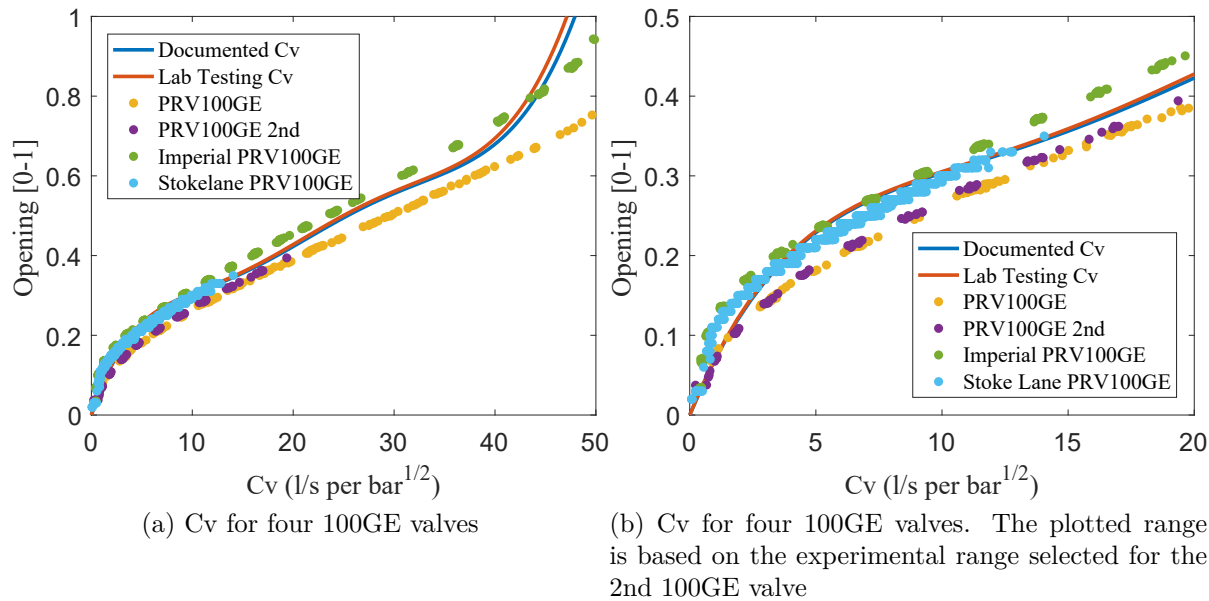 1
0.8
0.6
0.4
0.2
0
Opening [0-1]
Documented Cv
Lab Testing Cv
PRV100GE
PRV100GE 2nd
Imperial PRV100GE
Stokelane PRV100GE
0 10 20 30 40 50
Cv (l/s per bar^1/2)
(a) Cv for four 100GE valves
0.5
0.4
0.3
0.2
0.1
0
Opening [0-1]
Documented Cv
Lab Testing Cv
PRV100GE
PRV100GE 2nd
Imperial PRV100GE
Stoke Lane PRV100GE
0 5 10 15 20
Cv (l/s per bar^1/2)
(b) Cv for four 100GE valves. The plotted range
is based on the experimental range selected for the
2nd 100GE valve